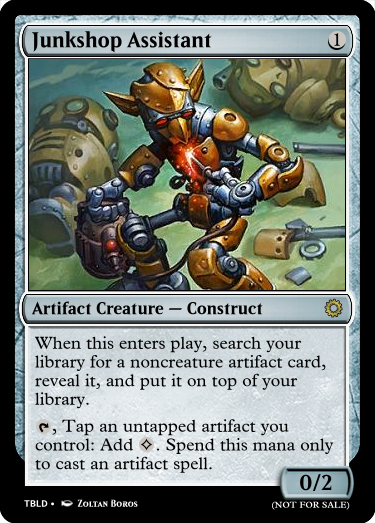 Junkshop Assistant 1
Artifact Creature — Construct
When this enters play, search your
library for a noncreature artifact card,
reveal it, and put it on top of your
library.
, Tap an untapped artifact you
control: Add . Spend this mana only
to cast an artifact spell.
0/2
TBLD • Zoltan Boros
(NOT FOR SALE)